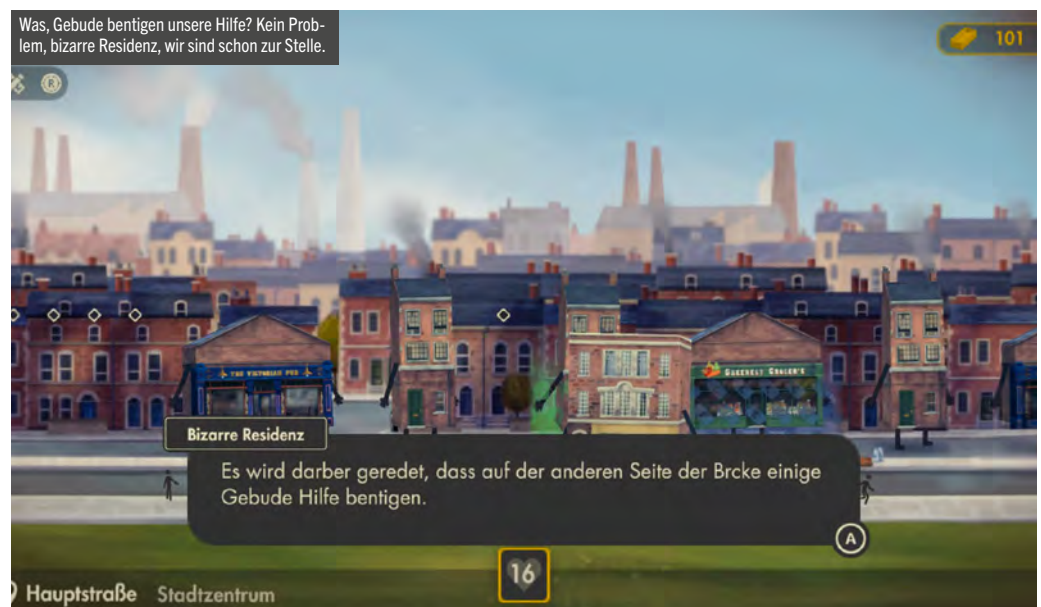 Was, Gebude bentigen unsere Hilfe? Kein Prob-
lem, bizarre Residenz, wir sind schon zur Stelle.
101
R
THE VICTORIAN PUB
Bizarre Residenz
Es wird darber geredet, dass auf der anderen Seite der Brcke einige
Gebude Hilfe bentigen.
A
16
Hauptstraße Stadtzentrum